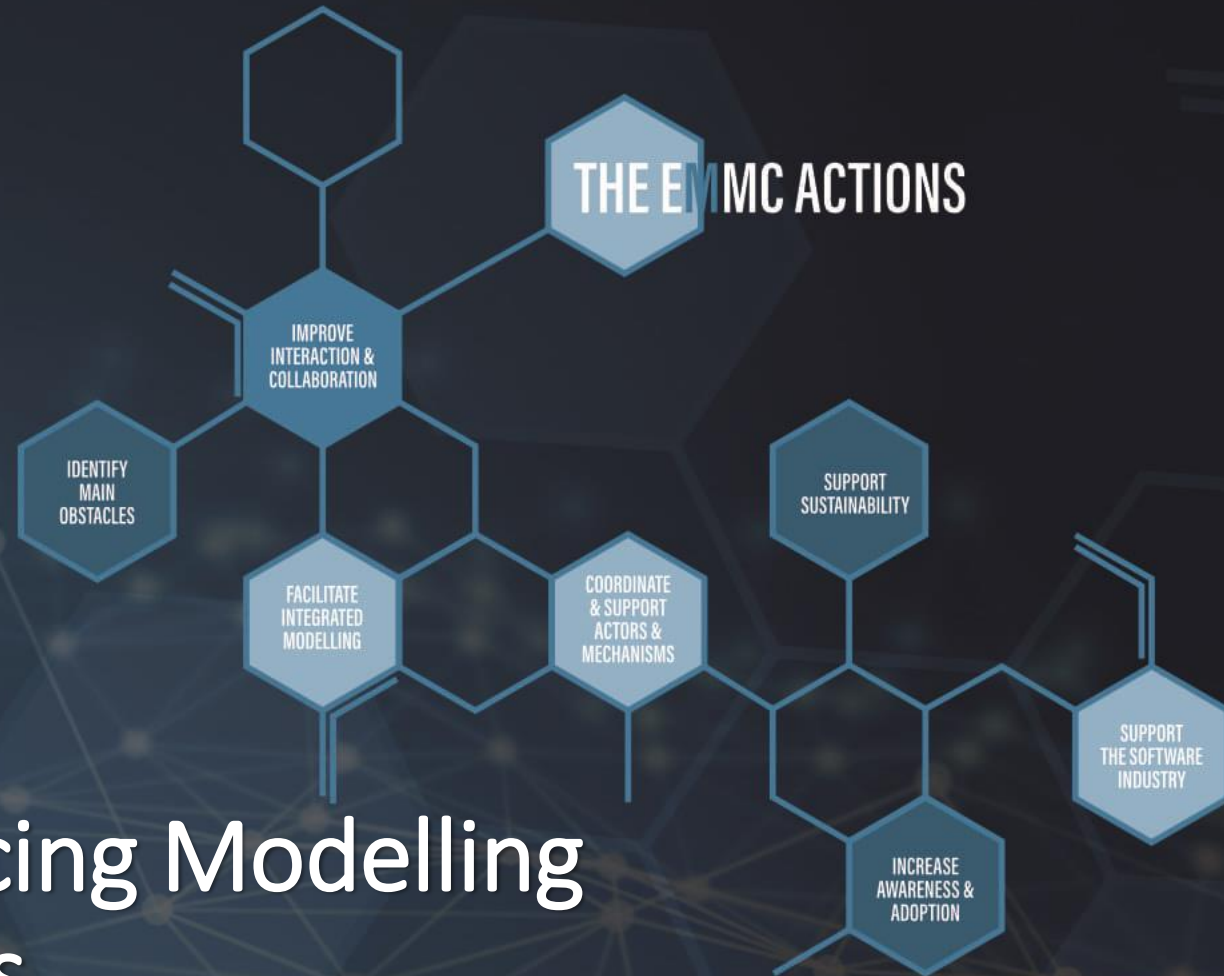 THE EMMC ACTIONS
IMPROVE
INTERACTION &
COLLABORATION
IDENTIFY
MAIN
OBSTACLES
SUPPORT
SUSTAINABILITY
FACILITATE
INTEGRATED
MODELLING
COORDINATE
& SUPPORT
ACTORS &
MECHANISMS
SUPPORT
THE SOFTWARE
INDUSTRY
INCREASE
AWARENESS &
ADOPTION
cing Modelling
s